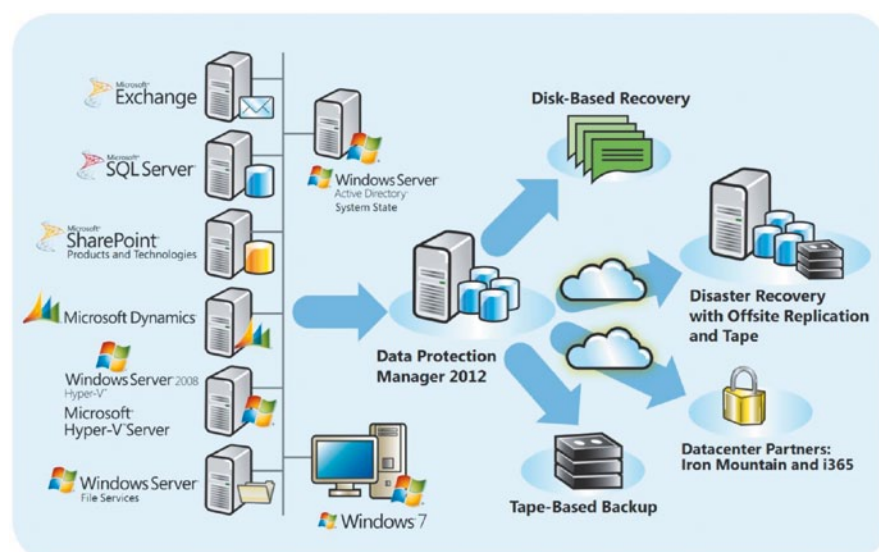 Microsoft
Exchange
Microsoft
SQL Server
Microsoft
SharePoint
Products and Technologies
Microsoft Dynamics
Windows Server 2008
Hyper-V
Microsoft
Hyper-V Server
Windows Server
File Services
Windows Server
Active Directory
System State
Windows 7
Data Protection
Manager 2012
Disk-Based Recovery
Disaster Recovery
with Offsite Replication
and Tape
Datacenter Partners:
Iron Mountain and i365
Tape-Based Backup